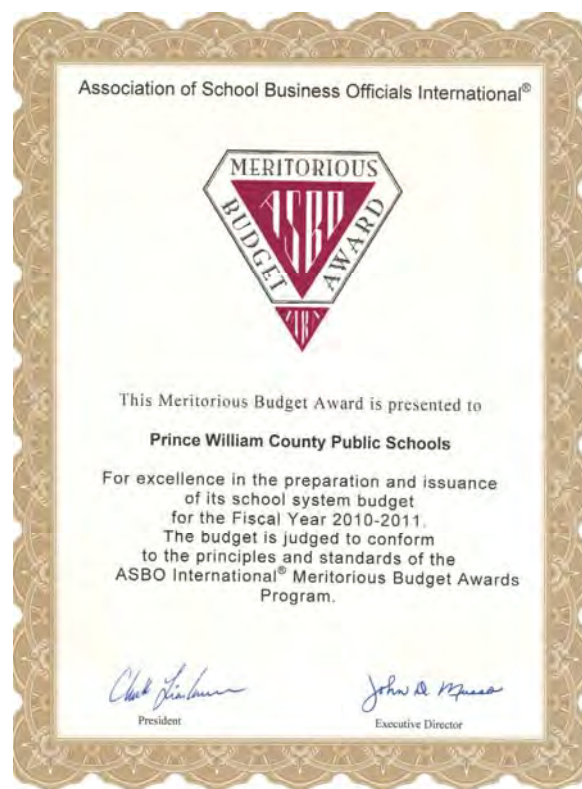 Association of School Business Officials International®
MERITORIOUS
BUDGET AWARD
ASBO
This Meritorious Budget Award is presented to
Prince William County Public Schools
For excellence in the preparation and issuance
of its school system budget
for the Fiscal Year 2010-2011.
The budget is judged to conform
to the principles and standards of the
ASBO International® Meritorious Budget Awards
Program.
John D. Musso
President
Executive Director